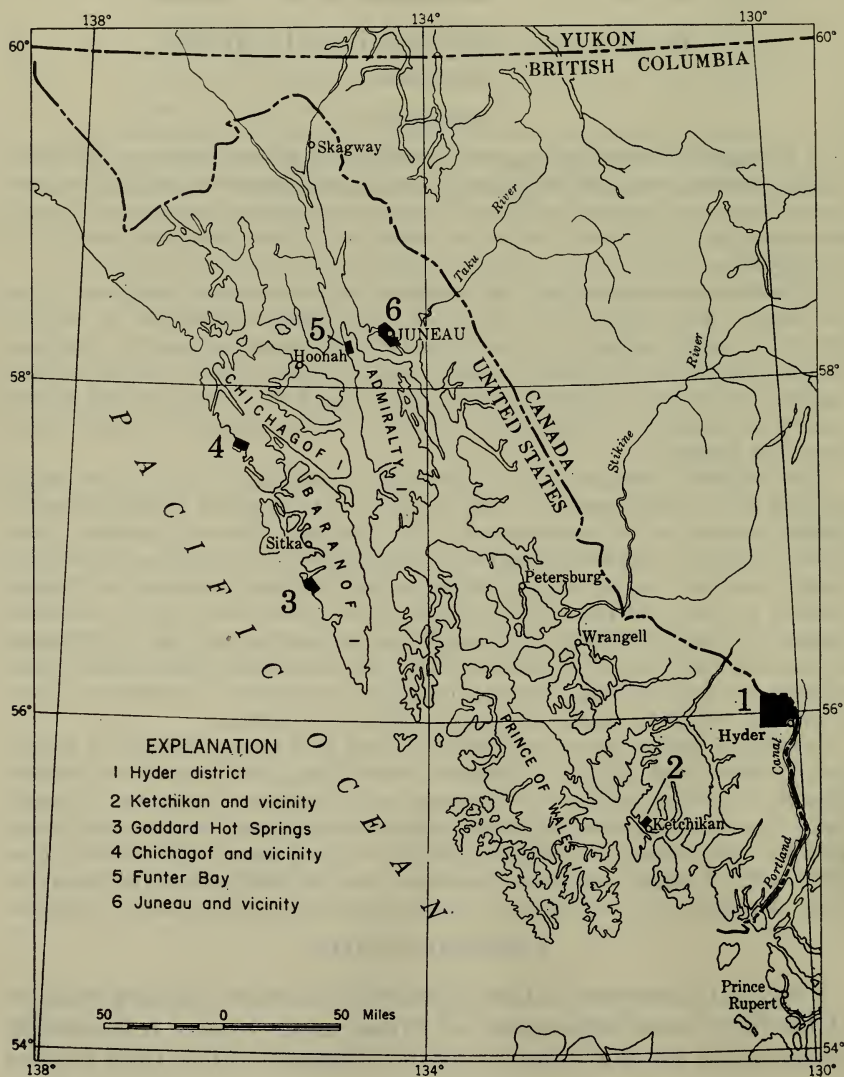 138°
134°
130°
60°
60°
YUKON
BRITISH COLUMBIA
Skagway
River
Taku
6
5
JUNEAU
Hoonah
River
58°
58°
CHICHAGOF I
ADMIRALTY I
CANADA
UNITED STATES
4
Stikine
PACIFIC OCEAN
BARANOF I
Sitka
3
Petersburg
Wrangell
1
56°
56°
Hyder
Canal
PRINCE OF WALES
2
Ketchikan
EXPLANATION
1 Hyder district
2 Ketchikan and vicinity
3 Goddard Hot Springs
4 Chichagof and vicinity
5 Funter Bay
6 Juneau and vicinity
Portland
Prince
Rupert
50 0 50 Miles
54°
54°
138°
134°
130°